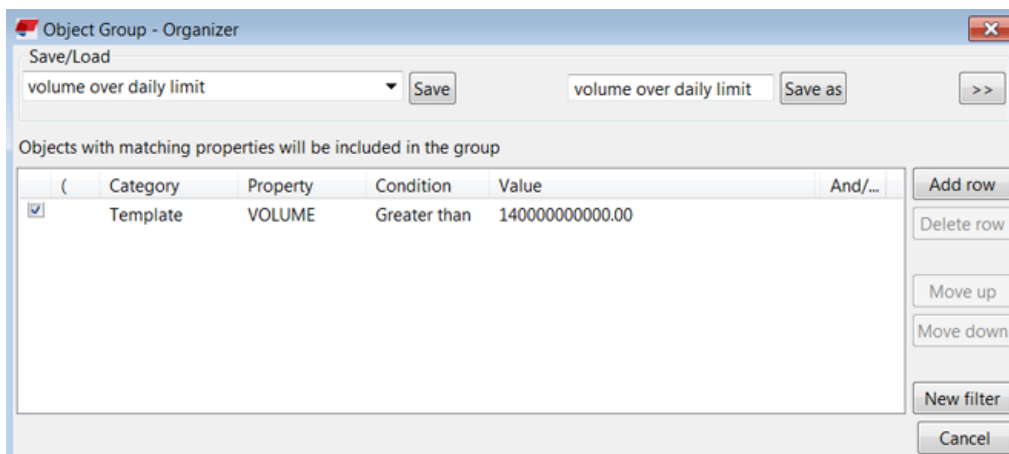 Object Group - Organizer
Save/Load
volume over daily limit Save volume over daily limit Save as >>
Objects with matching properties will be included in the group
( Category Property Condition Value And/... Add row
Template VOLUME Greater than 140000000000.00
Delete row
Move up
Move down
New filter
Cancel